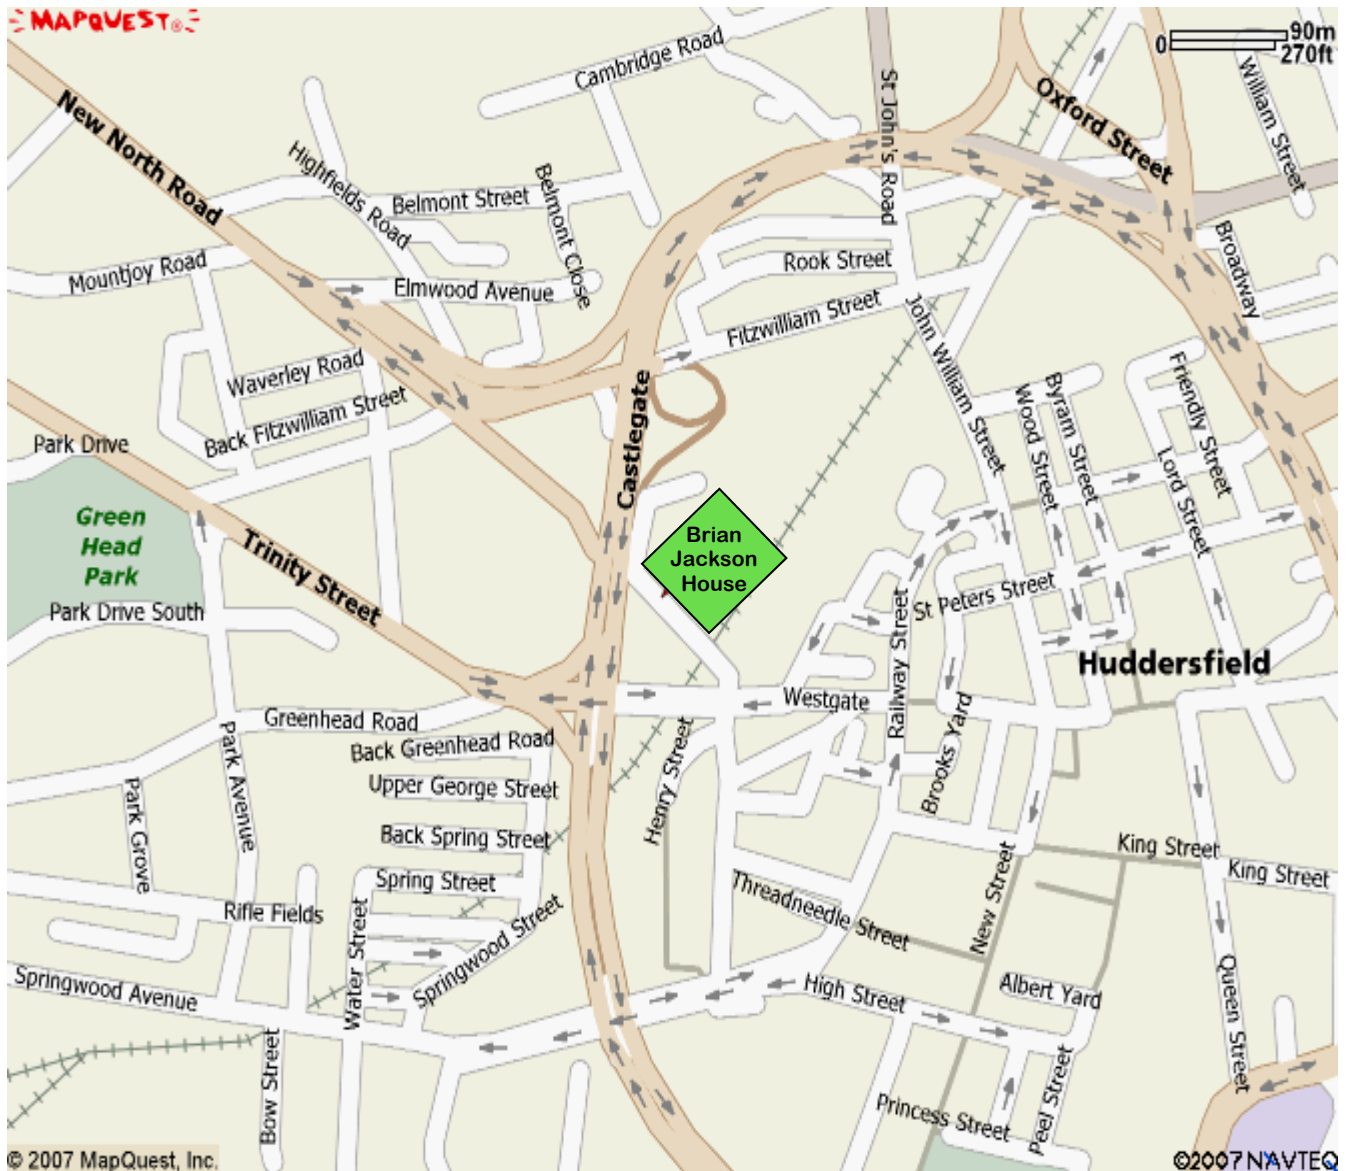 MAPQUEST®
0 90m
270ft
Cambridge Road
St John's Road
Oxford Street
William Street
New North Road
Highfields Road
Belmont Street
Belmont Close
Broadway
Mountjoy Road
Elmwood Avenue
Rook Street
Fitzwilliam Street
John William Street
Waverley Road
Back Fitzwilliam Street
Castlegate
Wood Street
Byram Street
Friendly Street
Lord Street
Park Drive
Green
Head
Park
Trinity Street
Brian
Jackson
House
Park Drive South
St Peters Street
Railway Street
Huddersfield
Westgate
Greenhead Road
Back Greenhead Road
Upper George Street
Back Spring Street
Spring Street
Park Avenue
Park Grove
Henry Street
Brooks Yard
King Street
King Street
Rifle Fields
Water Street
Springwood Street
Threadneedle Street
New Street
Springwood Avenue
High Street
Albert Yard
Queen Street
Bow Street
Princess Street
Peel Street
© 2007 MapQuest, Inc.
©2007 NAVTEQ